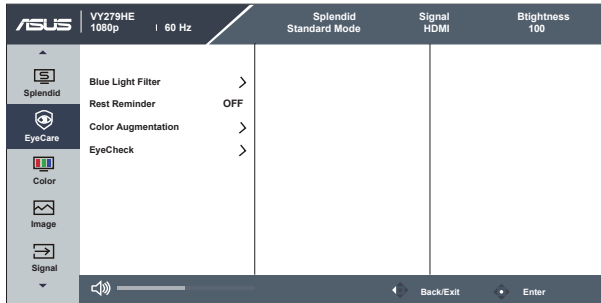 ASUS
VY279HE
1080p 60 Hz
Splendid
Standard Mode
Signal
HDMI
Btightness
100
Splendid
EyeCare
Color
Image
Signal
Blue Light Filter
Rest Reminder OFF
Color Augmentation
EyeCheck
Back/Exit
Enter